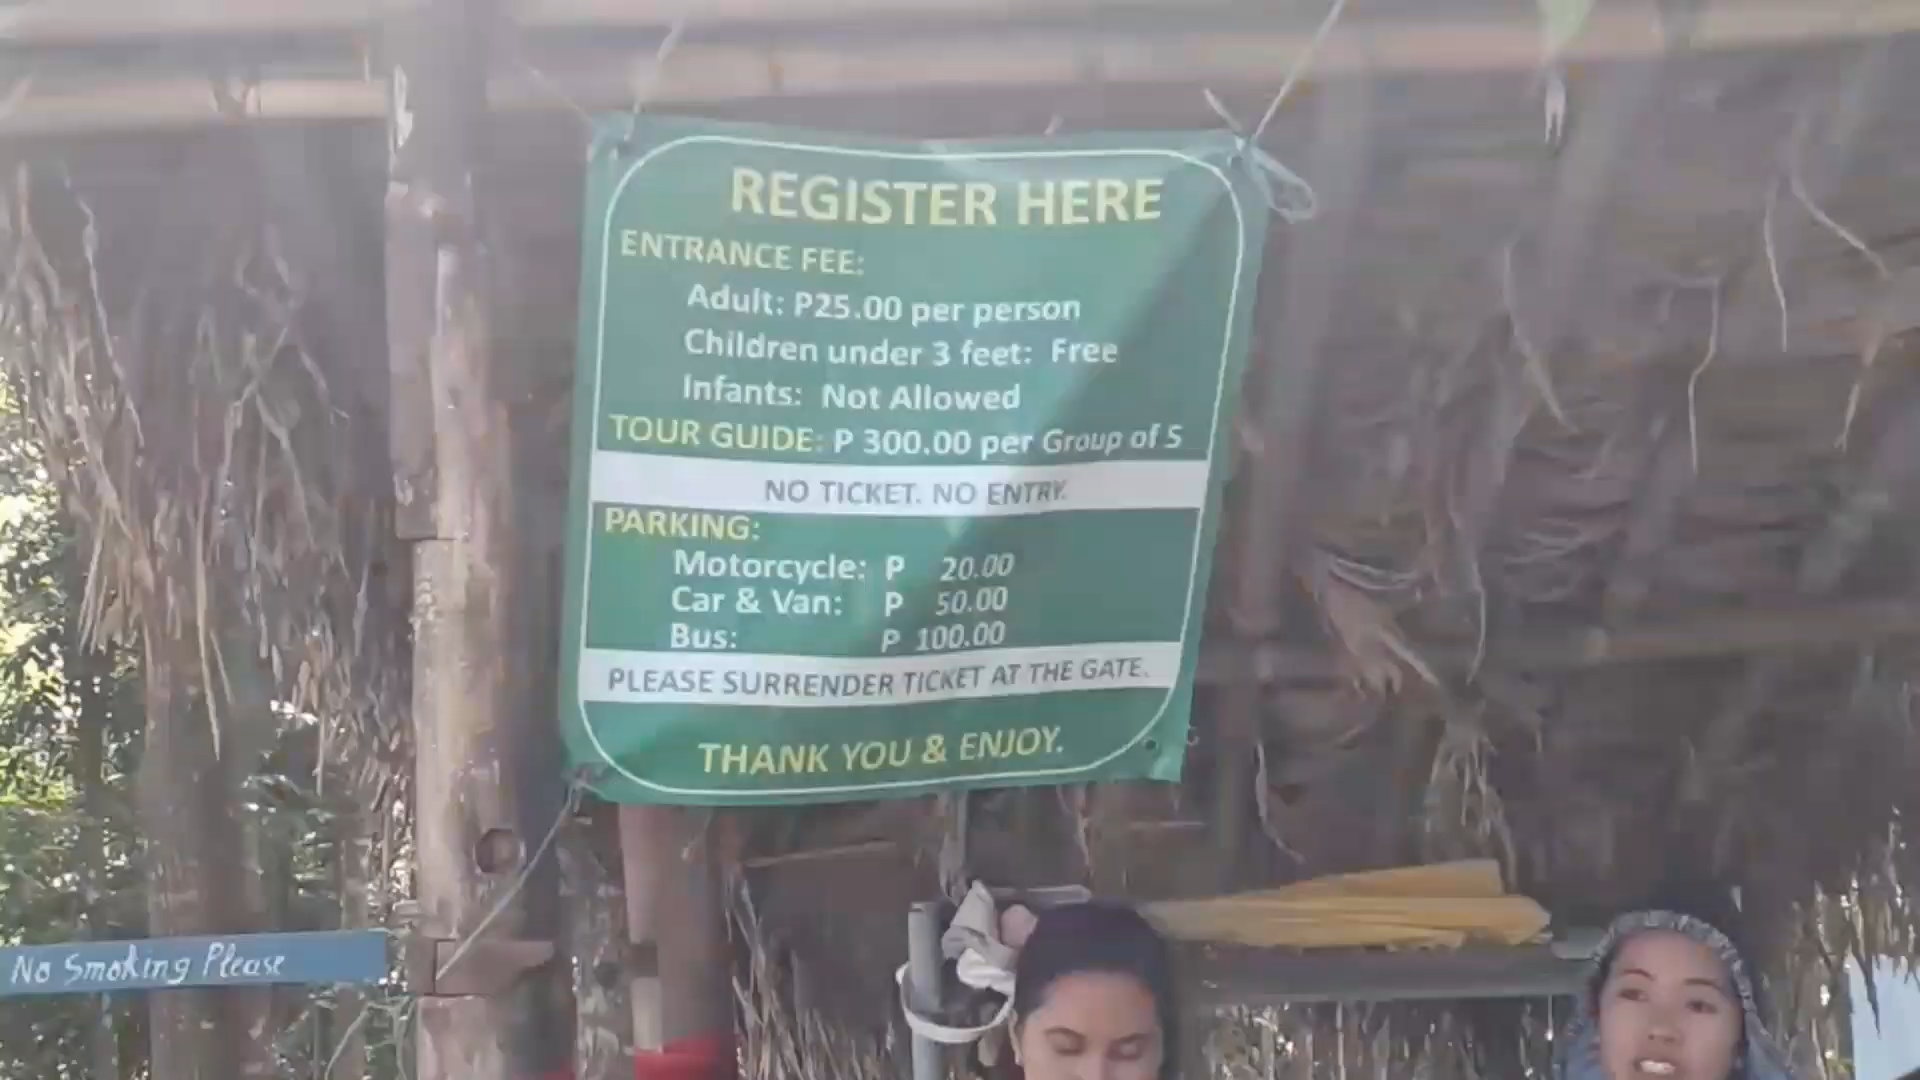 REGISTER HERE
ENTRANCE FEE:
Adult: P25.00 per person
Children under 3 feet: Free
Infants: Not Allowed
TOUR GUIDE: P 300.00 per Group of 5
NO TICKET. NO ENTRY.
PARKING:
Motorcycle: P 20.00
Car & Van: P 50.00
Bus: P 100.00
PLEASE SURRENDER TICKET AT THE GATE.
THANK YOU & ENJOY.
No Smoking Please